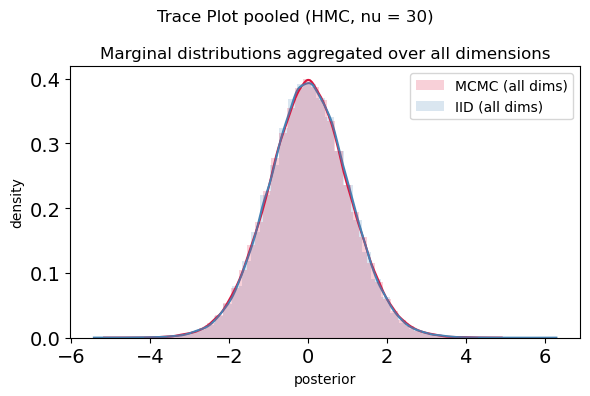 Trace Plot pooled (HMC, nu = 30)
Marginal distributions aggregated over all dimensions
MCMC (all dims)
IID (all dims)
density
0.4
0.3
0.2
0.1
0.0
−6 −4 −2 0 2 4 6
posterior